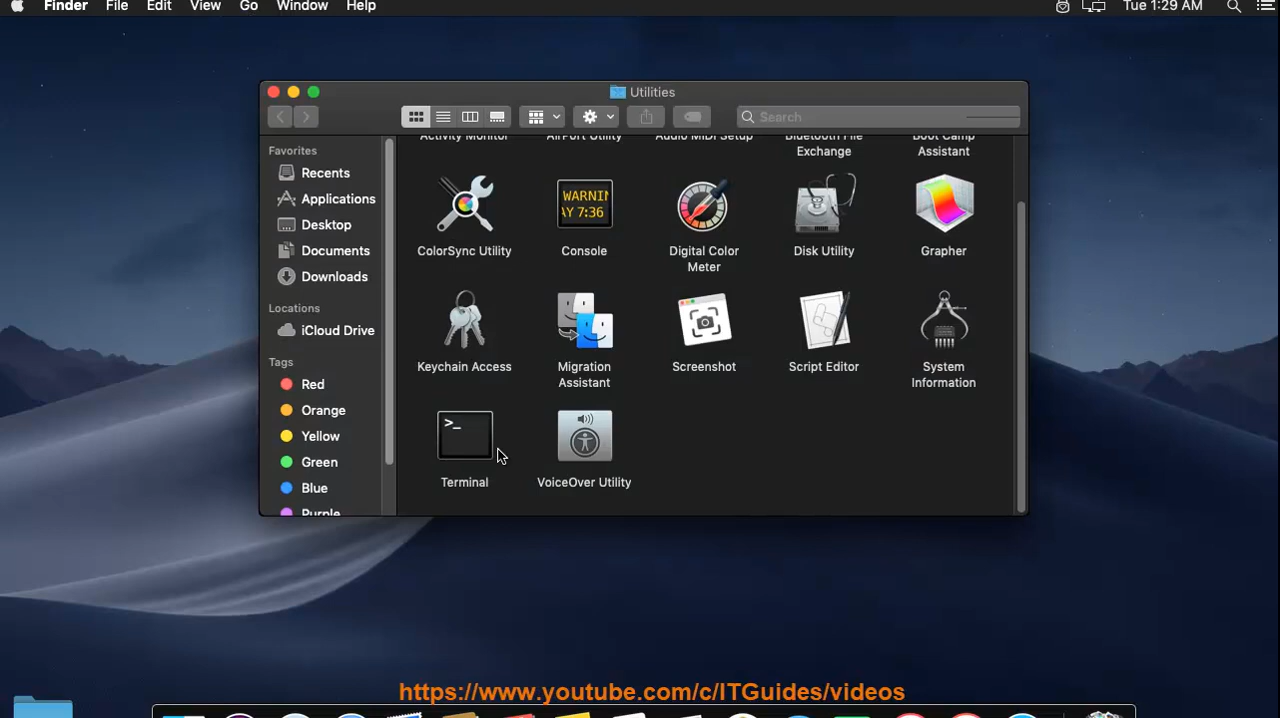 Finder File Edit View Go Window Help Tue 1:29 AM
Utilities
Search
Favorites
Recents
Applications
Desktop
Documents
Downloads
Locations
iCloud Drive
Tags
Red
Orange
Yellow
Green
Blue
Purple
Activity Monitor
AirPort Utility
Audio MIDI Setup
Bluetooth File
Exchange
Boot Camp
Assistant
WARNIN
AY 7:36
ColorSync Utility
Console
Digital Color
Meter
Disk Utility
Grapher
Keychain Access
Migration
Assistant
Screenshot
Script Editor
System
Information
>_
Terminal
VoiceOver Utility
https://www.youtube.com/c/ITGuides/videos